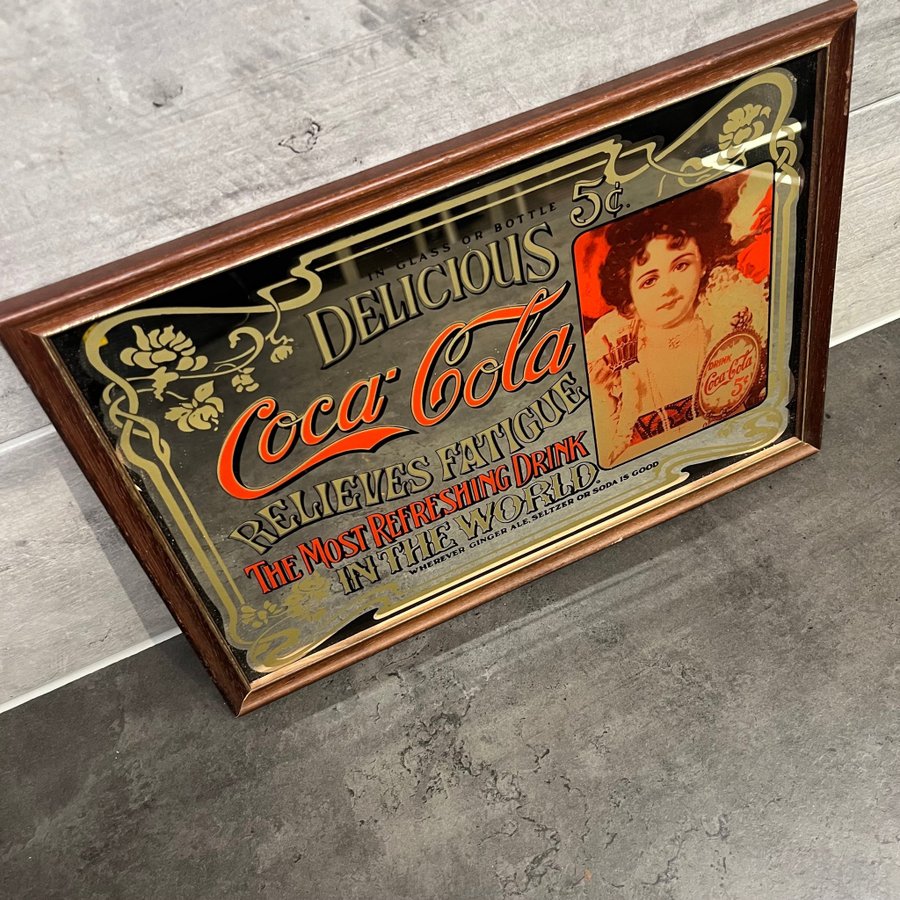 IN GLASS OR BOTTLE 5¢.
DELICIOUS
Coca-Cola
RELIEVES FATIGUE
THE MOST REFRESHING DRINK
IN THE WORLD.
WHEREVER GINGER ALE, SELTZER OR SODA IS GOOD
DRINK
Coca-Cola
5¢